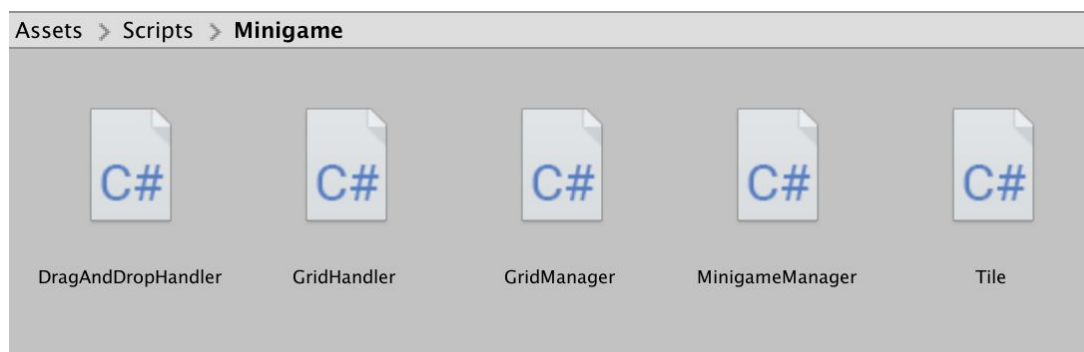 Assets > Scripts > Minigame
C# C# C# C# C#
DragAndDropHandler GridHandler GridManager MinigameManager Tile